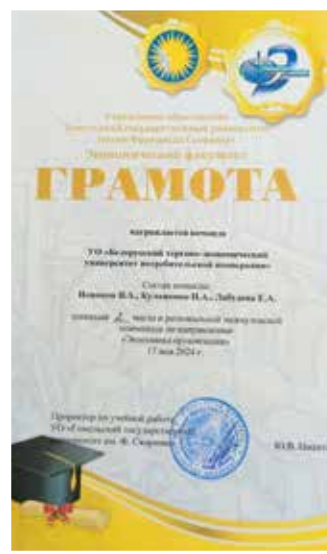 Учреждение образования
«Гомельский государственный университет
имени Франциска Скорины»
Экономический факультет
ГРАМОТА
награждается команда
УО «Белорусский торгово-экономический
университет потребительской кооперации»
Состав команды:
занявшая 2 место в региональной межвузовской
олимпиаде по направлению
«Экономика организации»
17 мая 2024 г.
Проректор по учебной работе
УО «Гомельский государственный
университет им. Ф. Скорины»
Ю.В.